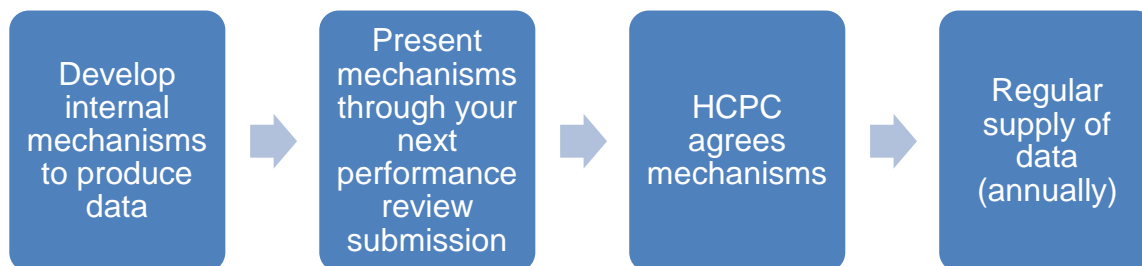 Develop
internal
mechanisms
to produce
data
Present
mechanisms
through your
next
performance
review
submission
HCPC
agrees
mechanisms
Regular
supply of
data
(annually)